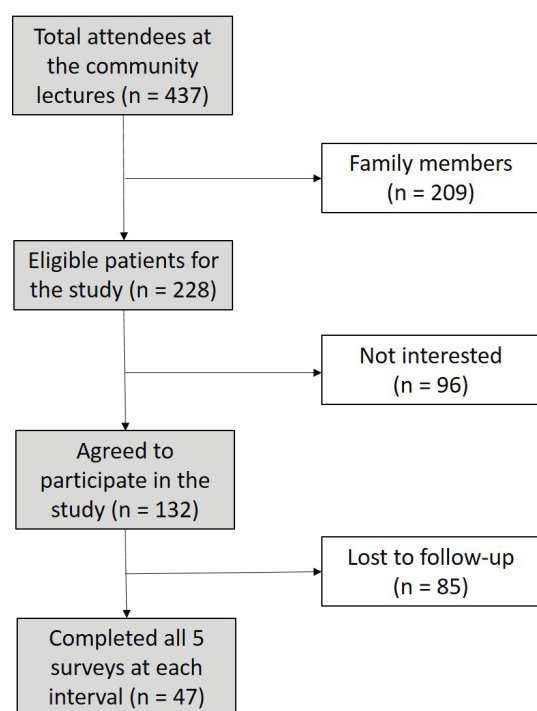 Total attendees at
the community
lectures (n = 437)
Family members
(n = 209)
Eligible patients for
the study (n = 228)
Not interested
(n = 96)
Agreed to
participate in the
study (n = 132)
Lost to follow-up
(n = 85)
Completed all 5
surveys at each
interval (n = 47)